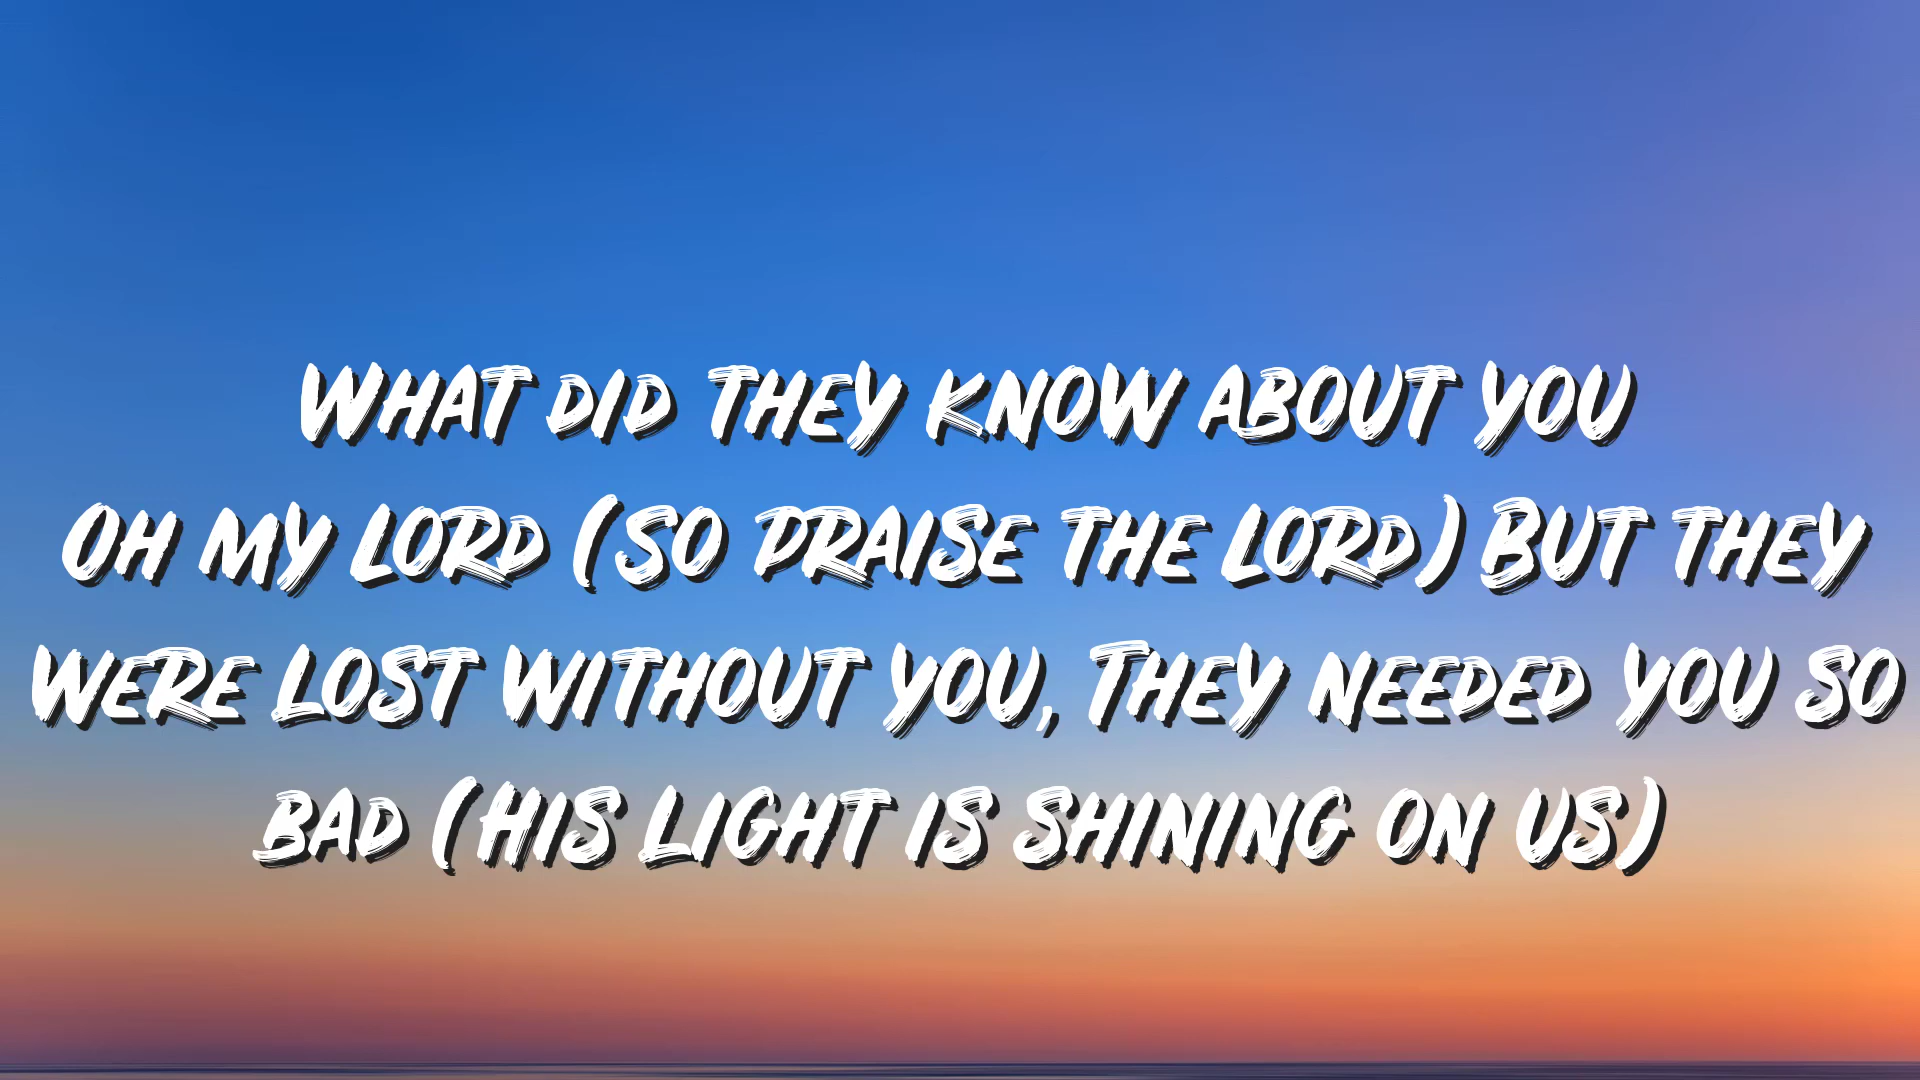 What did they know about you
Oh my Lord (So praise the Lord) But they
were lost without you, They needed you so
bad (His Light is Shining on us)